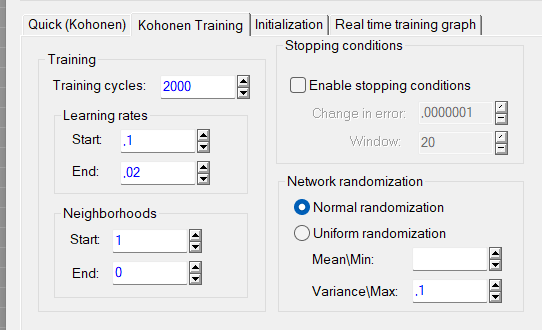 Quick (Kohonen) Kohonen Training Initialization Real time training graph
Training
Training cycles: 2000
Learning rates
Start: ,1
End: ,02
Neighborhoods
Start: 1
End: 0
Stopping conditions
Enable stopping conditions
Change in error: ,0000001
Window: 20
Network randomization
Normal randomization
Uniform randomization
Mean\Min:
Variance\Max: ,1